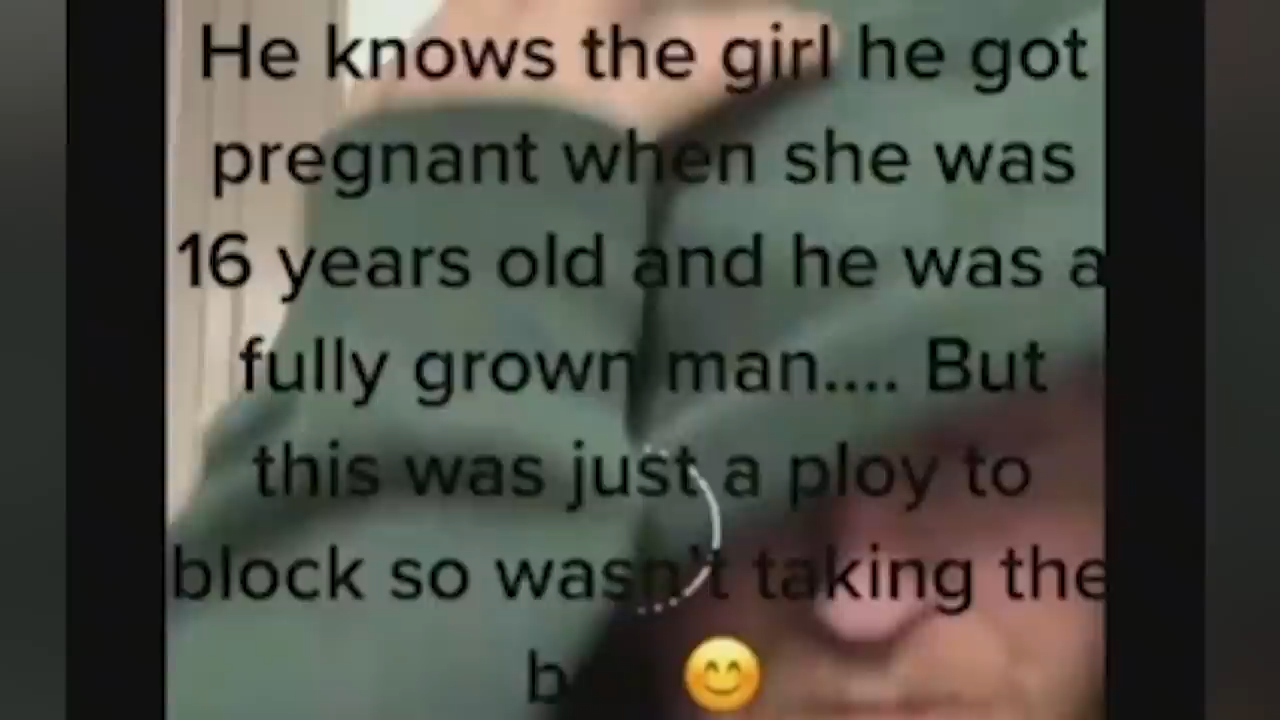 He knows the girl he got
pregnant when she was
16 years old and he was a
fully grown man.... But
this was just a ploy to
block so wasn't taking the
😊